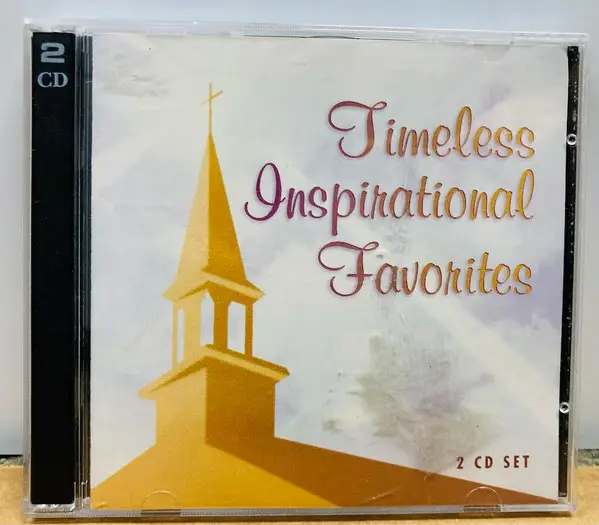 2
CD
Timeless
Inspirational
Favorites
2 CD SET